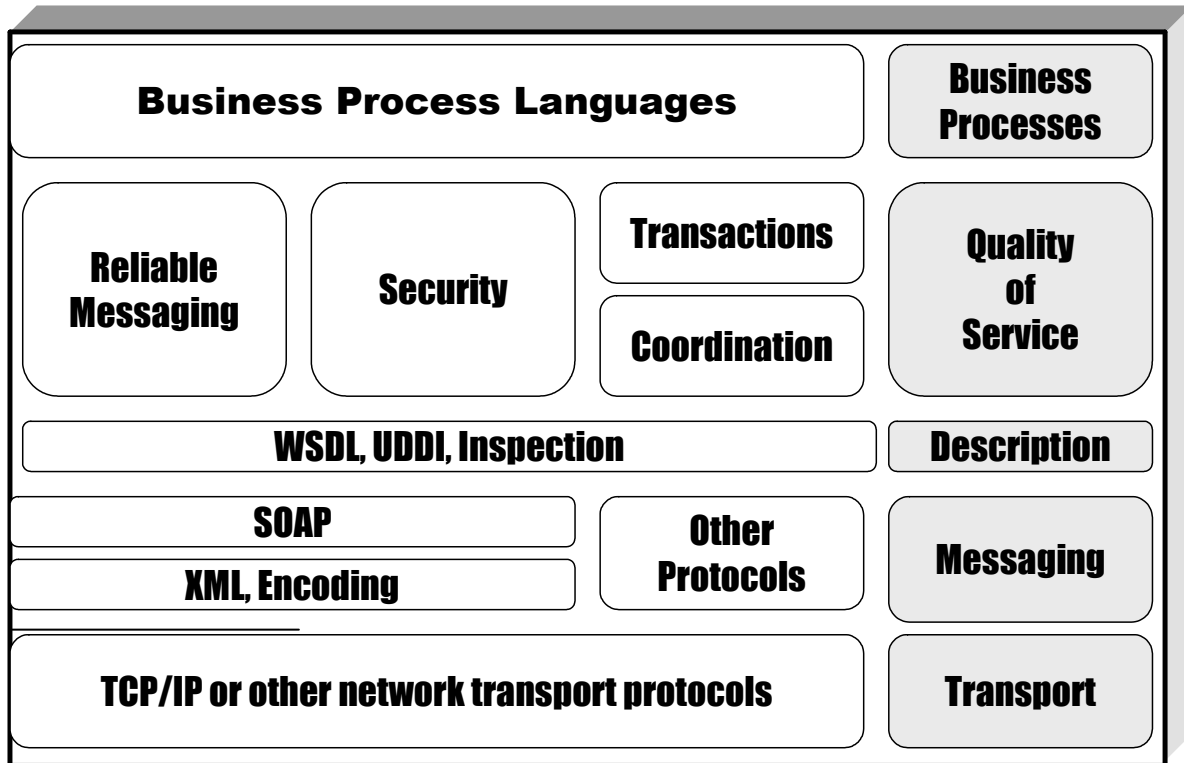 Business Process Languages
Business
Processes
Reliable
Messaging
Security
Transactions
Coordination
Quality
of
Service
WSDL, UDDI, Inspection
Description
SOAP
XML, Encoding
Other
Protocols
Messaging
TCP/IP or other network transport protocols
Transport